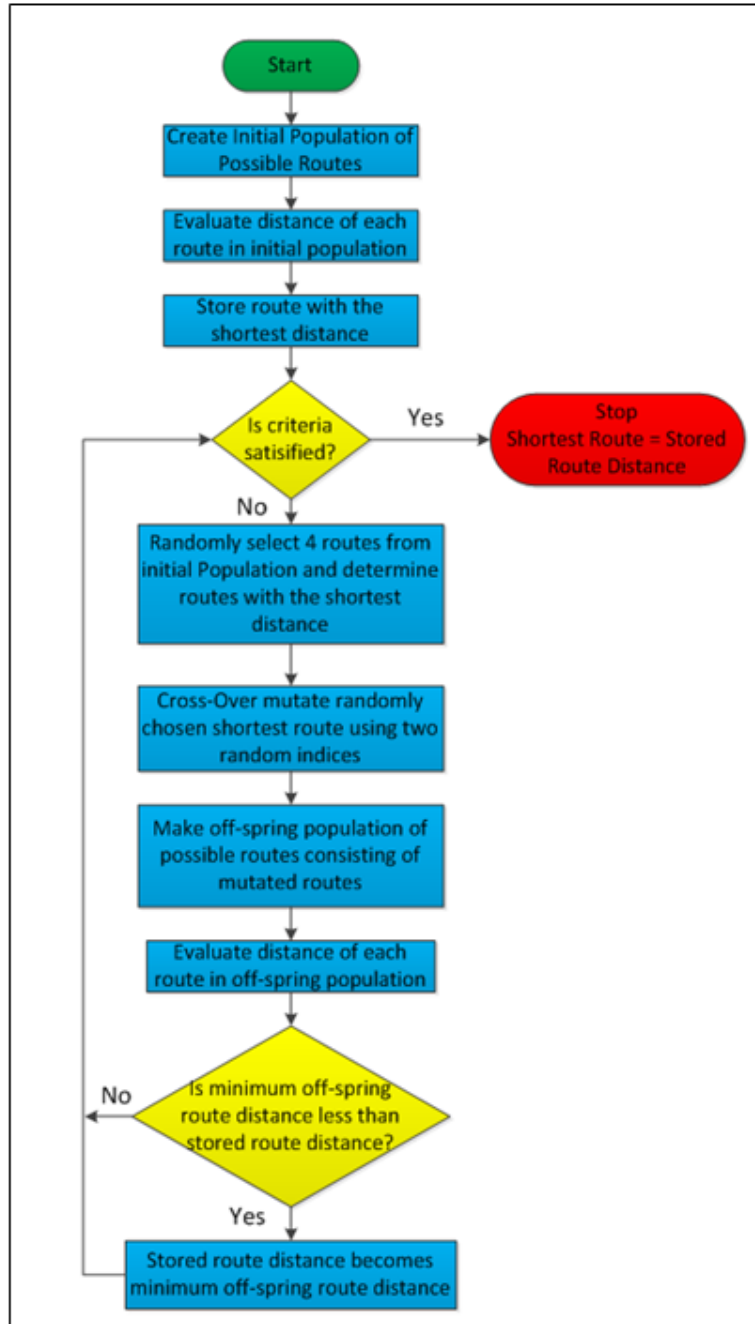 Start
Create Initial Population of
Possible Routes
Evaluate distance of each
route in initial population
Store route with the
shortest distance
Is criteria
satisified?
Yes
Stop
Shortest Route = Stored
Route Distance
No
Randomly select 4 routes from
initial Population and determine
routes with the shortest
distance
Cross-Over mutate randomly
chosen shortest route using two
random indices
Make off-spring population of
possible routes consisting of
mutated routes
Evaluate distance of each
route in off-spring population
Is minimum off-spring
route distance less than
stored route distance?
No
Yes
Stored route distance becomes
minimum off-spring route distance